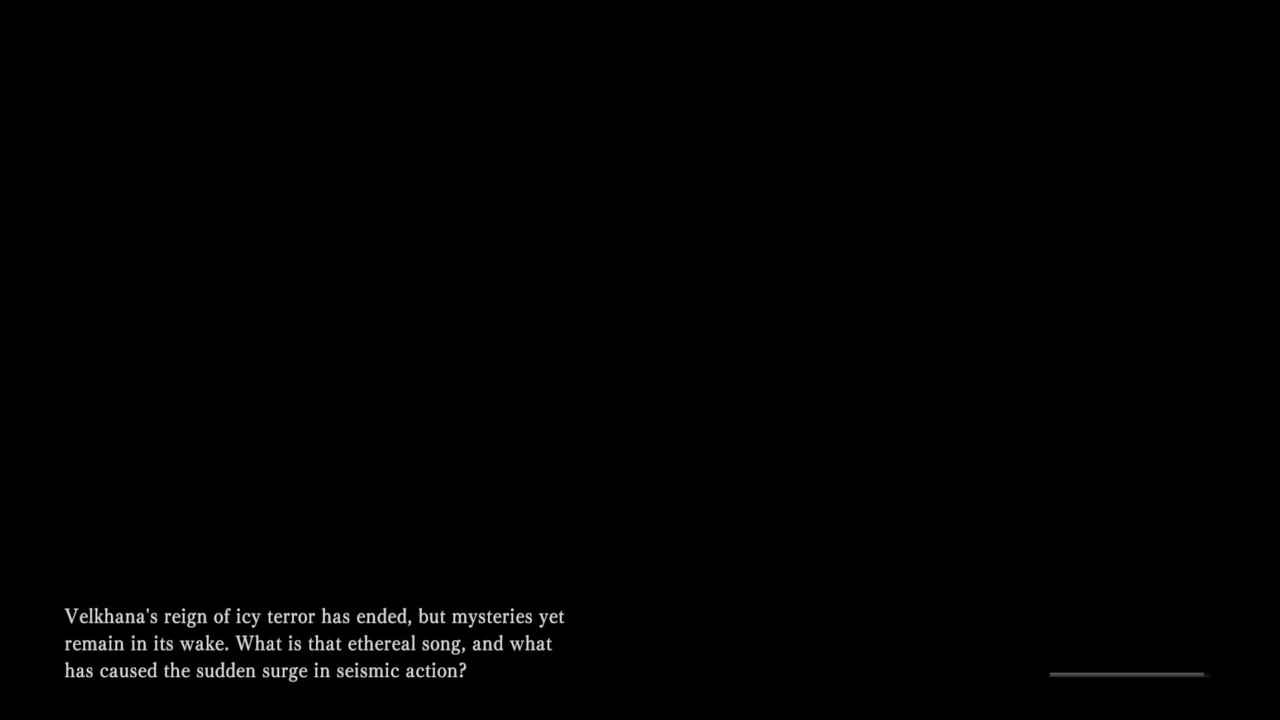 Velkhana's reign of icy terror has ended, but mysteries yet
remain in its wake. What is that ethereal song, and what
has caused the sudden surge in seismic action?